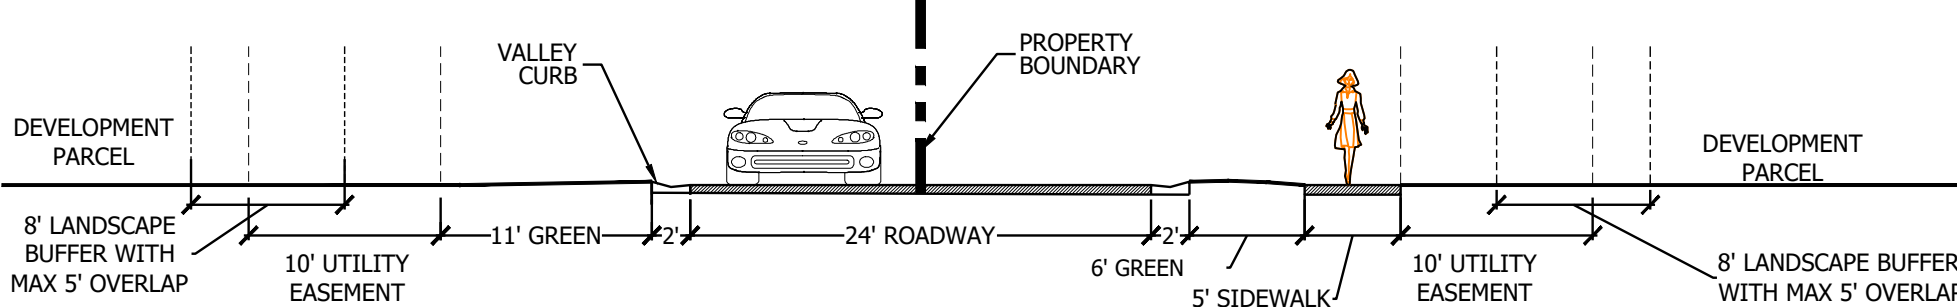 VALLEY
CURB
PROPERTY
BOUNDARY
DEVELOPMENT
PARCEL
DEVELOPMENT
PARCEL
8' LANDSCAPE
BUFFER WITH
MAX 5' OVERLAP
10' UTILITY
EASEMENT
11' GREEN
2'
24' ROADWAY
2'
6' GREEN
5' SIDEWALK
10' UTILITY
EASEMENT
8' LANDSCAPE BUFFER
WITH MAX 5' OVERLAP